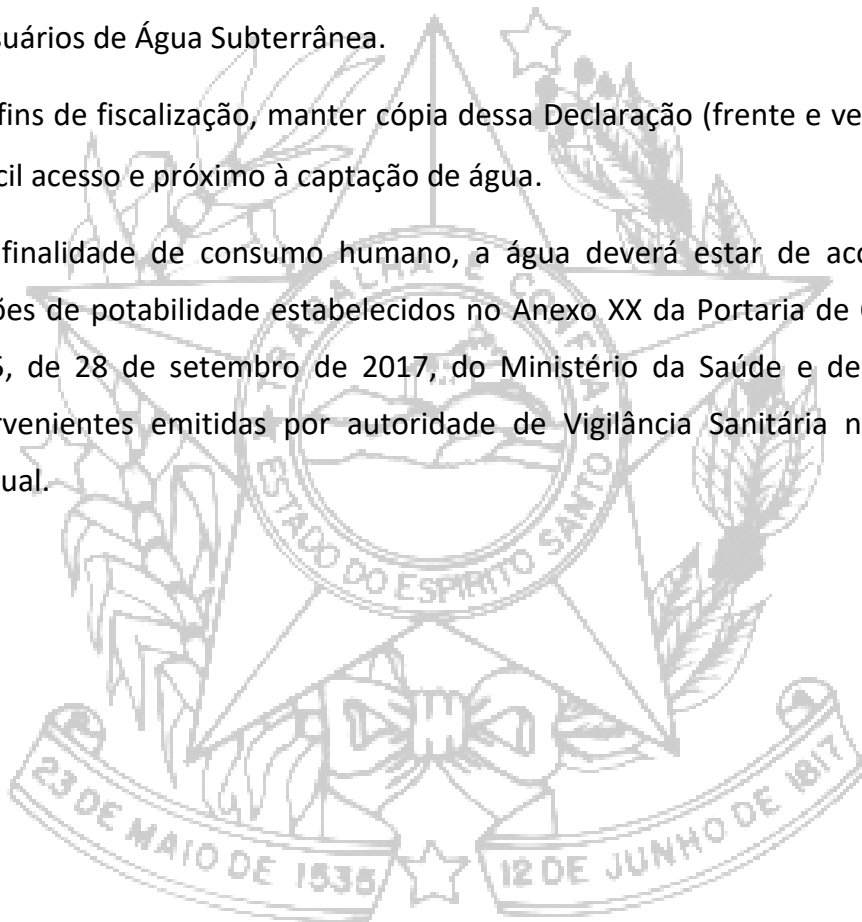 suários de Água Subterrânea.
fins de fiscalização, manter cópia dessa Declaração (frente e ve
cil acesso e próximo à captação de água.
finalidade de consumo humano, a água deverá estar de aco
ões de potabilidade estabelecidos no Anexo XX da Portaria de
, de 28 de setembro de 2017, do Ministério da Saúde e de
rvenientes emitidas por autoridade de Vigilância Sanitária n
ual.
TRABALHA E CONFIA
ESTADO DO ESPIRITO SANTO
23 DE MAIO DE 1535
12 DE JUNHO DE 1817